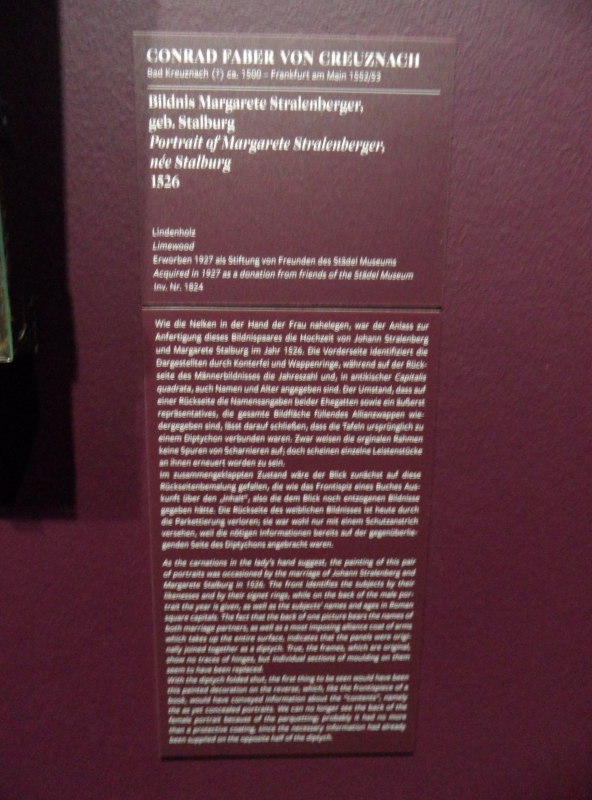 CONRAD FABER VON CREUZNACH
Bad Kreuznach (?) ca. 1500 – Frankfurt am Main 1552/53
Bildnis Margarete Stralenberger,
geb. Stalburg
Portrait of Margarete Stralenberger,
née Stalburg
1526
Lindenholz
Limewood
Erworben 1927 als Stiftung von Freunden des Städel Museums
Acquired in 1927 as a donation from friends of the Städel Museum
Inv. Nr. 1824
Wie die Nelken in der Hand der Frau nahelegen, war der Anlass zur
Anfertigung dieses Bildnispaares die Hochzeit von Johann Stralenberg
und Margarete Stalburg im Jahr 1526. Die Vorderseite identifiziert die
Dargestellten durch Konterfei und Wappenringe, während auf der Rück-
seite des Männerbildnisses die Jahreszahl und, in antikischer Capitalis
quadrata, auch Namen und Alter angegeben sind. Der Umstand, dass auf
einer Rückseite die Namensangaben beider Ehegatten sowie ein äußerst
repräsentatives, die gesamte Bildfläche füllendes Allianzwappen wie-
dergegeben sind, lässt darauf schließen, dass die Tafeln ursprünglich zu
einem Diptychon verbunden waren. Zwar weisen die orginalen Rahmen
keine Spuren von Scharnieren auf; doch scheinen einzelne Leistenstücke
an ihnen erneuert worden zu sein.
Im zusammengeklappten Zustand wäre der Blick zunächst auf diese
Rückseitenbemalung gefallen, die wie das Frontispiz eines Buches Aus-
kunft über den „Inhalt“, also die dem Blick noch entzogenen Bildnisse
gegeben hätte. Die Rückseite des weiblichen Bildnisses ist heute durch
die Parkettierung verloren; sie war wohl nur mit einem Schutzanstrich
versehen, weil die nötigen Informationen bereits auf der gegenüberlie-
genden Seite des Diptychons angebracht waren.
As the carnations in the lady's hand suggest, the painting of this pair
of portraits was occasioned by the marriage of Johann Stralenberg and
Margarete Stalburg in 1526. The front identifies the subjects by their
likenesses and by their signet rings, while on the back of the male por-
trait the year is given, as well as the subjects' names and ages in Roman
square capitals. The fact that the back of one picture bears the names of
both marriage partners, as well as a most imposing alliance coat of arms
which takes up the entire surface, indicates that the panels were origi-
nally joined together as a diptych. True, the frames, which are original,
show no traces of hinges, but individual sections of moulding on them
seem to have been replaced.
With the diptych folded shut, the first thing to be seen would have been
this painted decoration on the reverse, which, like the frontispiece of a
book, would have conveyed information about the "contents", namely
the as yet concealed portraits. We can no longer see the back of the
female portrait because of the parquetting; probably it had no more
than a protective coating, since the necessary information had already
been supplied on the opposite half of the diptych.